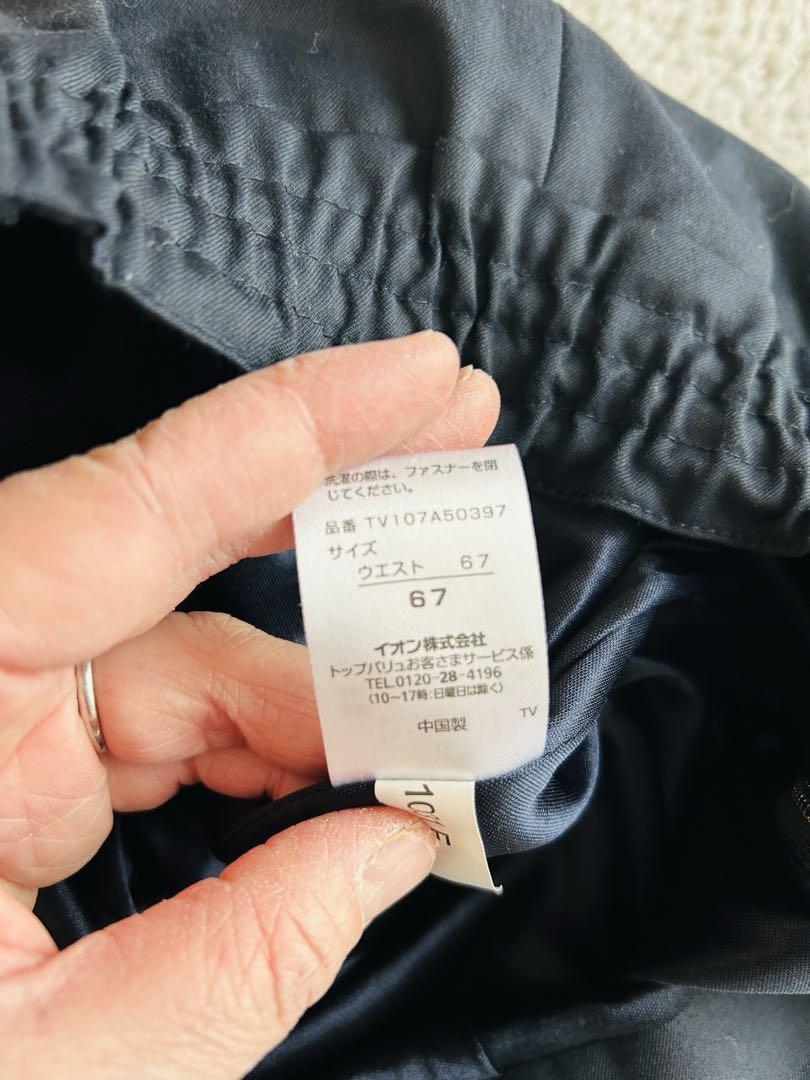 洗濯の際は、ファスナーを閉
じてください。
品番 TV107A50397
サイズ
ウエスト 67
67
イオン株式会社
トップバリュお客さまサービス係
TEL.0120-28-4196
(10～17時:日曜日は除く)
中国製
TV